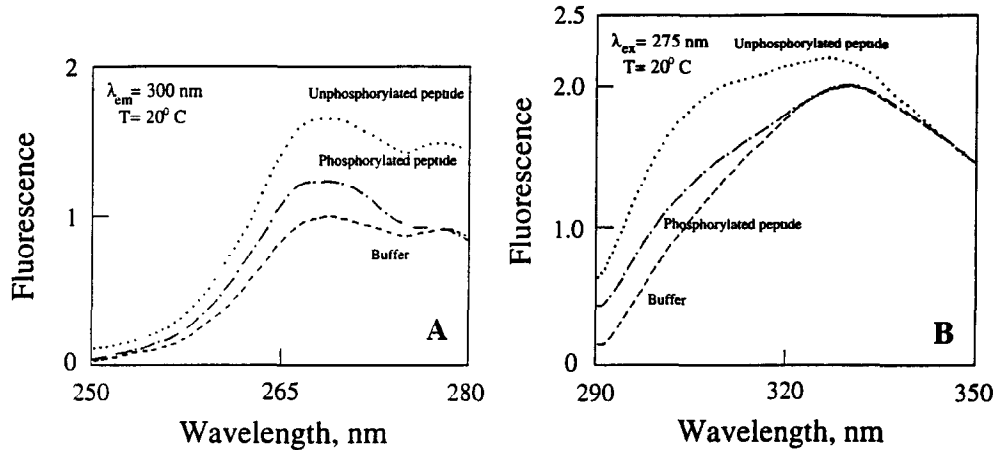 2
λem= 300 nm
T= 20⁰ C
Unphosphorylated peptide
Phosphorylated peptide
Buffer
1
0
A
250
265
280
Fluorescence
Wavelength, nm
2.5
λex= 275 nm
T= 20⁰ C
Unphosphorylated peptide
2.0
Phosphorylated peptide
1.0
Buffer
0
B
290
320
350
Fluorescence
Wavelength, nm